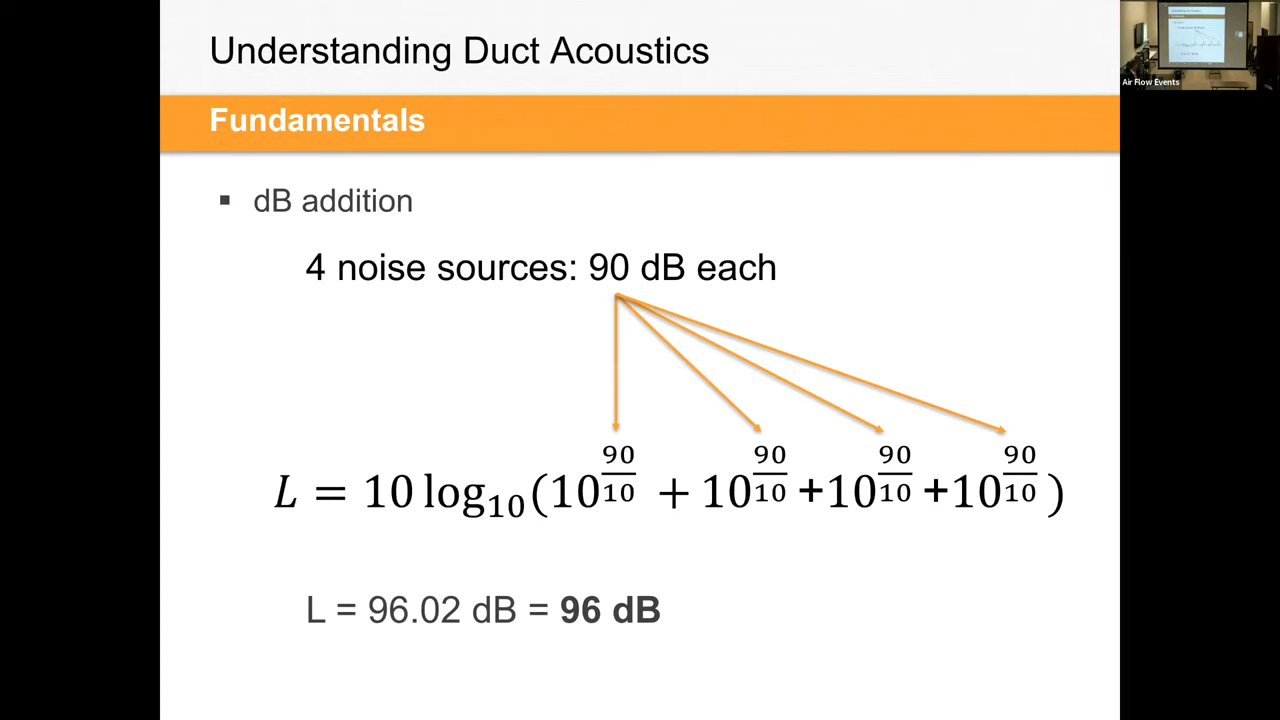 Understanding Duct Acoustics
Fundamentals
▪ dB addition
4 noise sources: 90 dB each
L = 10 log₁₀(10^(90/10) + 10^(90/10) +10^(90/10) +10^(90/10) )
L = 96.02 dB = 96 dB
Air Flow Events